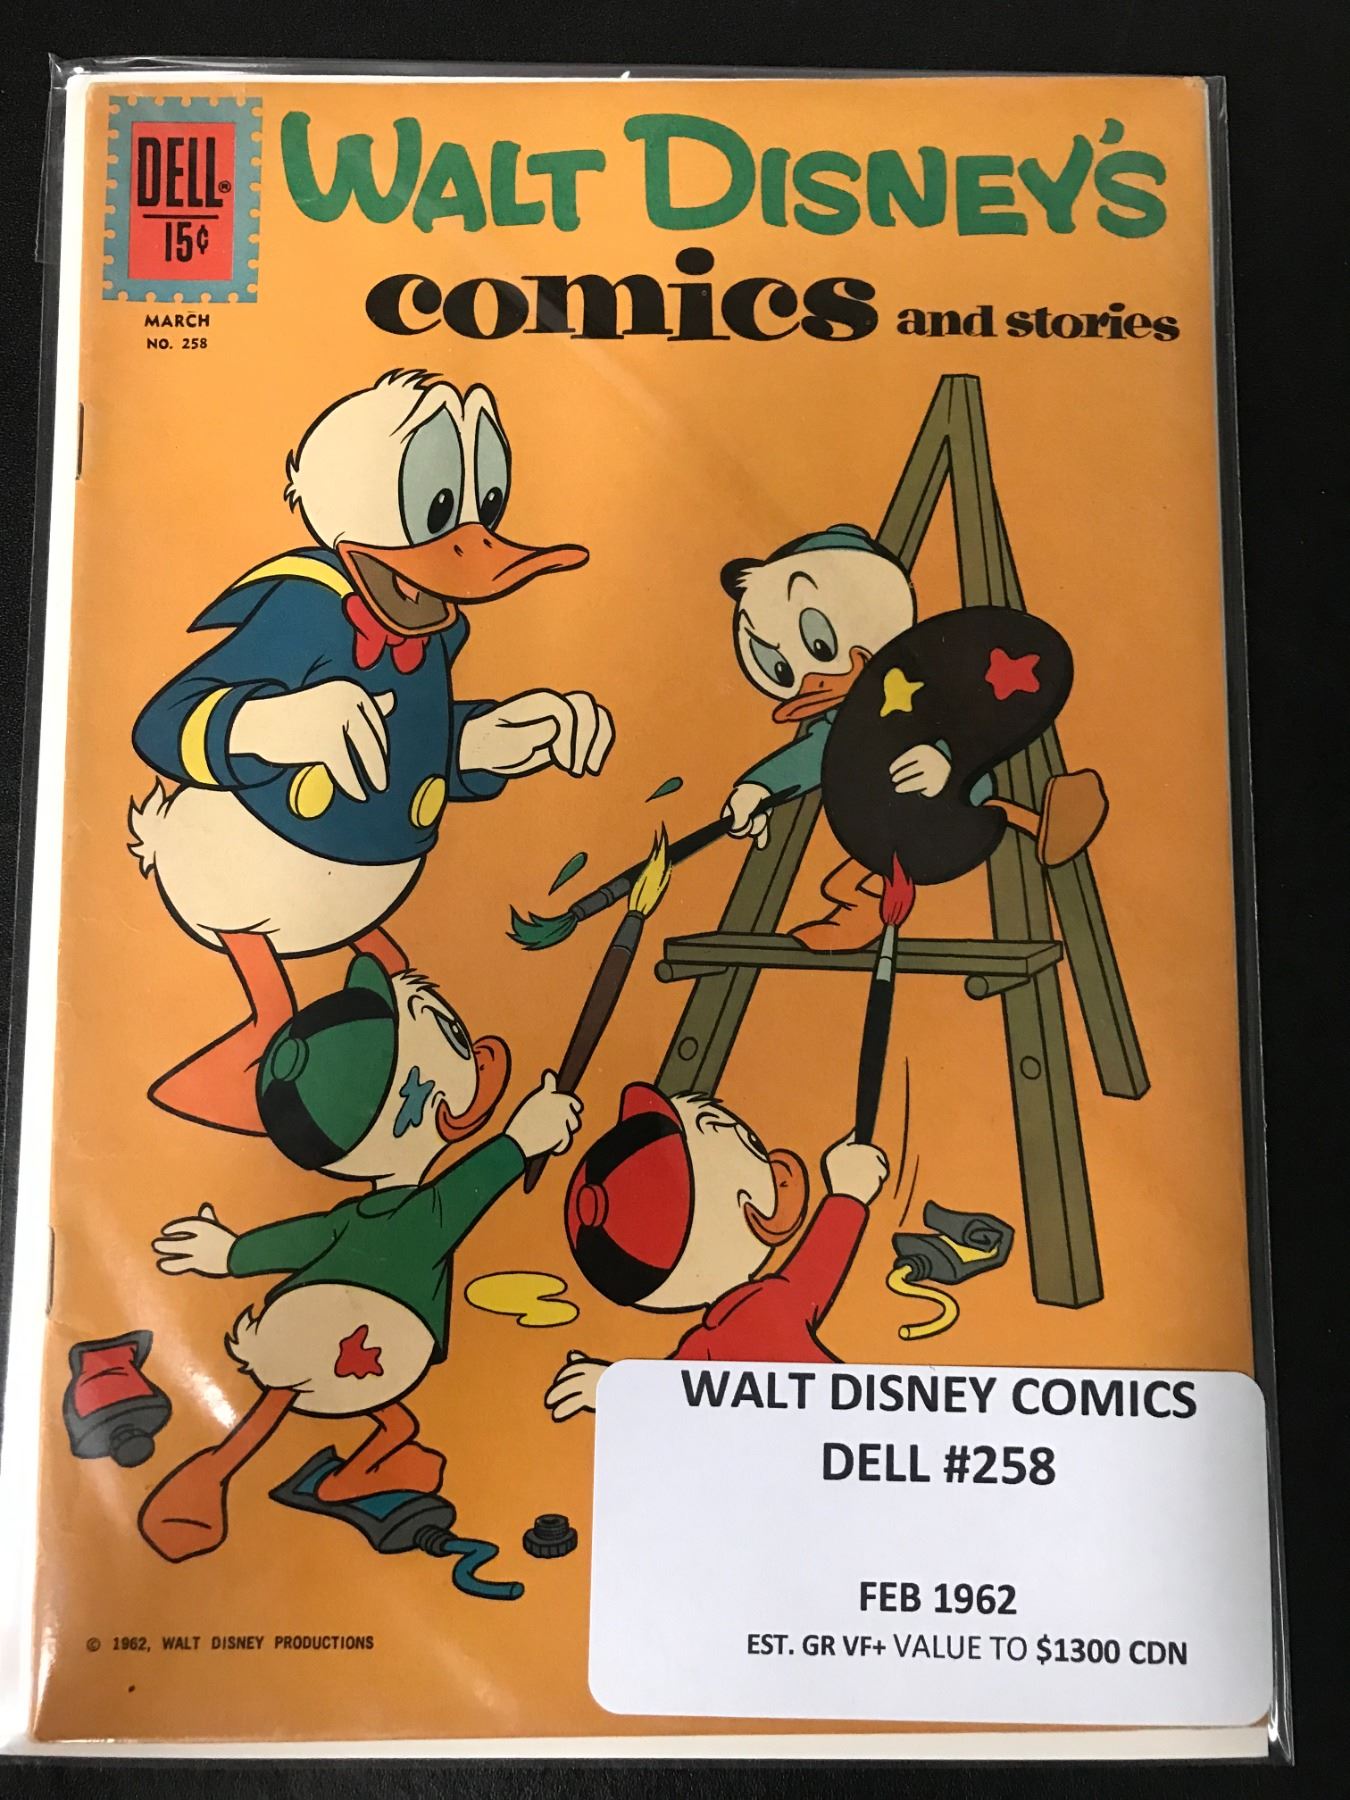 DELL®
15¢
MARCH
NO. 258
WALT DISNEY'S
comics and stories
© 1962, WALT DISNEY PRODUCTIONS
WALT DISNEY COMICS
DELL #258
FEB 1962
EST. GR VF+ VALUE TO $1300 CDN